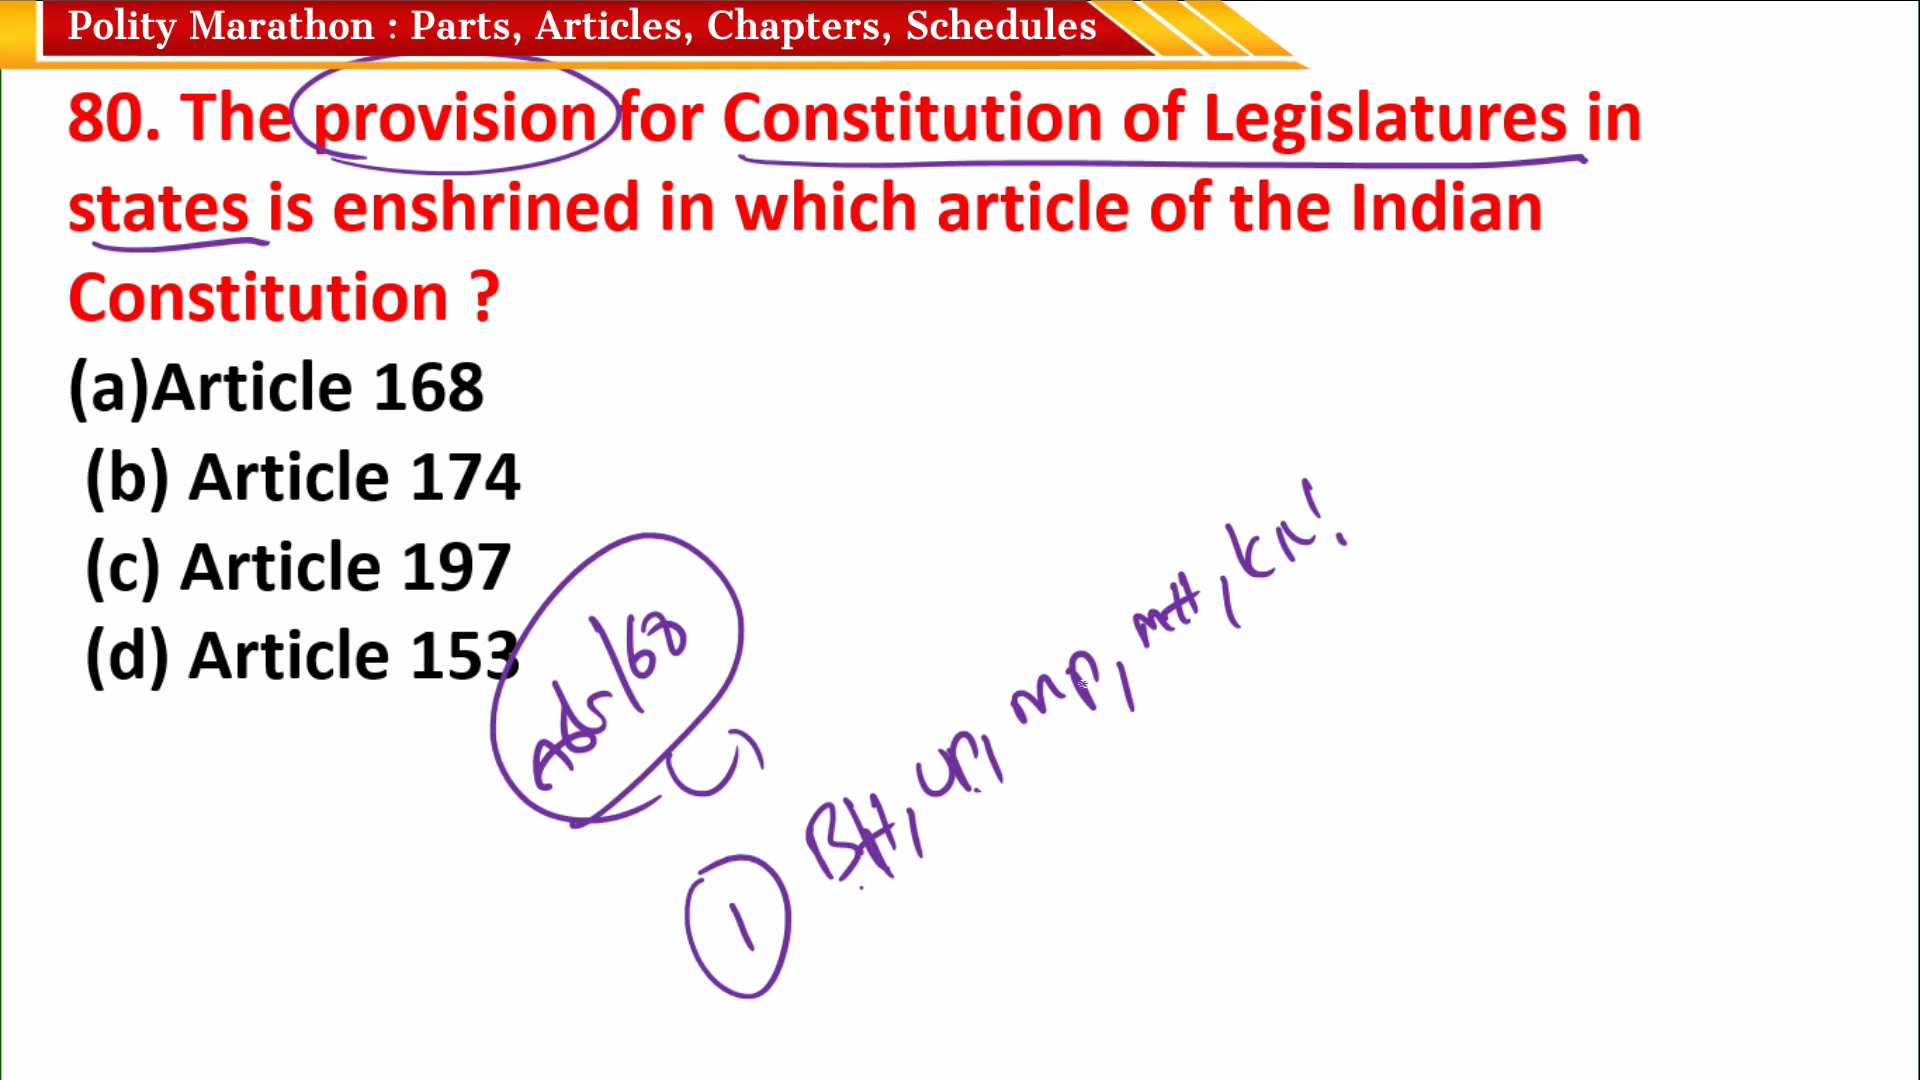 Polity Marathon : Parts, Articles, Chapters, Schedules
80. The provision for Constitution of Legislatures in
states is enshrined in which article of the Indian
Constitution ?
(a)Article 168
(b) Article 174
(c) Article 197
(d) Article 153
168
1
BH, UP, MP, MH, KN